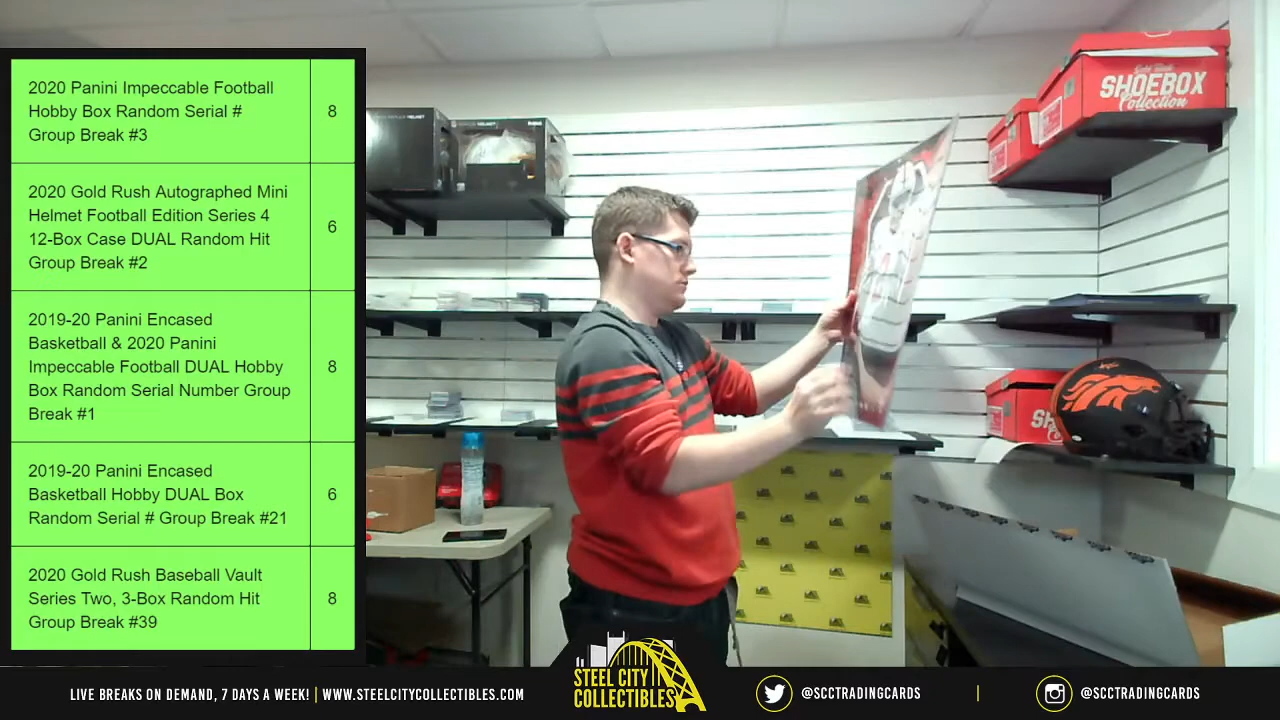 2020 Panini Impeccable Football
Hobby Box Random Serial #
Group Break #3
8
2020 Gold Rush Autographed Mini
Helmet Football Edition Series 4
12-Box Case DUAL Random Hit
Group Break #2
6
2019-20 Panini Encased
Basketball & 2020 Panini
Impeccable Football DUAL Hobby
Box Random Serial Number Group
Break #1
8
2019-20 Panini Encased
Basketball Hobby DUAL Box
Random Serial # Group Break #21
6
2020 Gold Rush Baseball Vault
Series Two, 3-Box Random Hit
Group Break #39
8
SHOEBOX
Collection
SH
LIVE BREAKS ON DEMAND, 7 DAYS A WEEK! | WWW.STEELCITYCOLLECTIBLES.COM
STEEL CITY
COLLECTIBLES
@SCCTRADINGCARDS
@SCCTRADINGCARDS